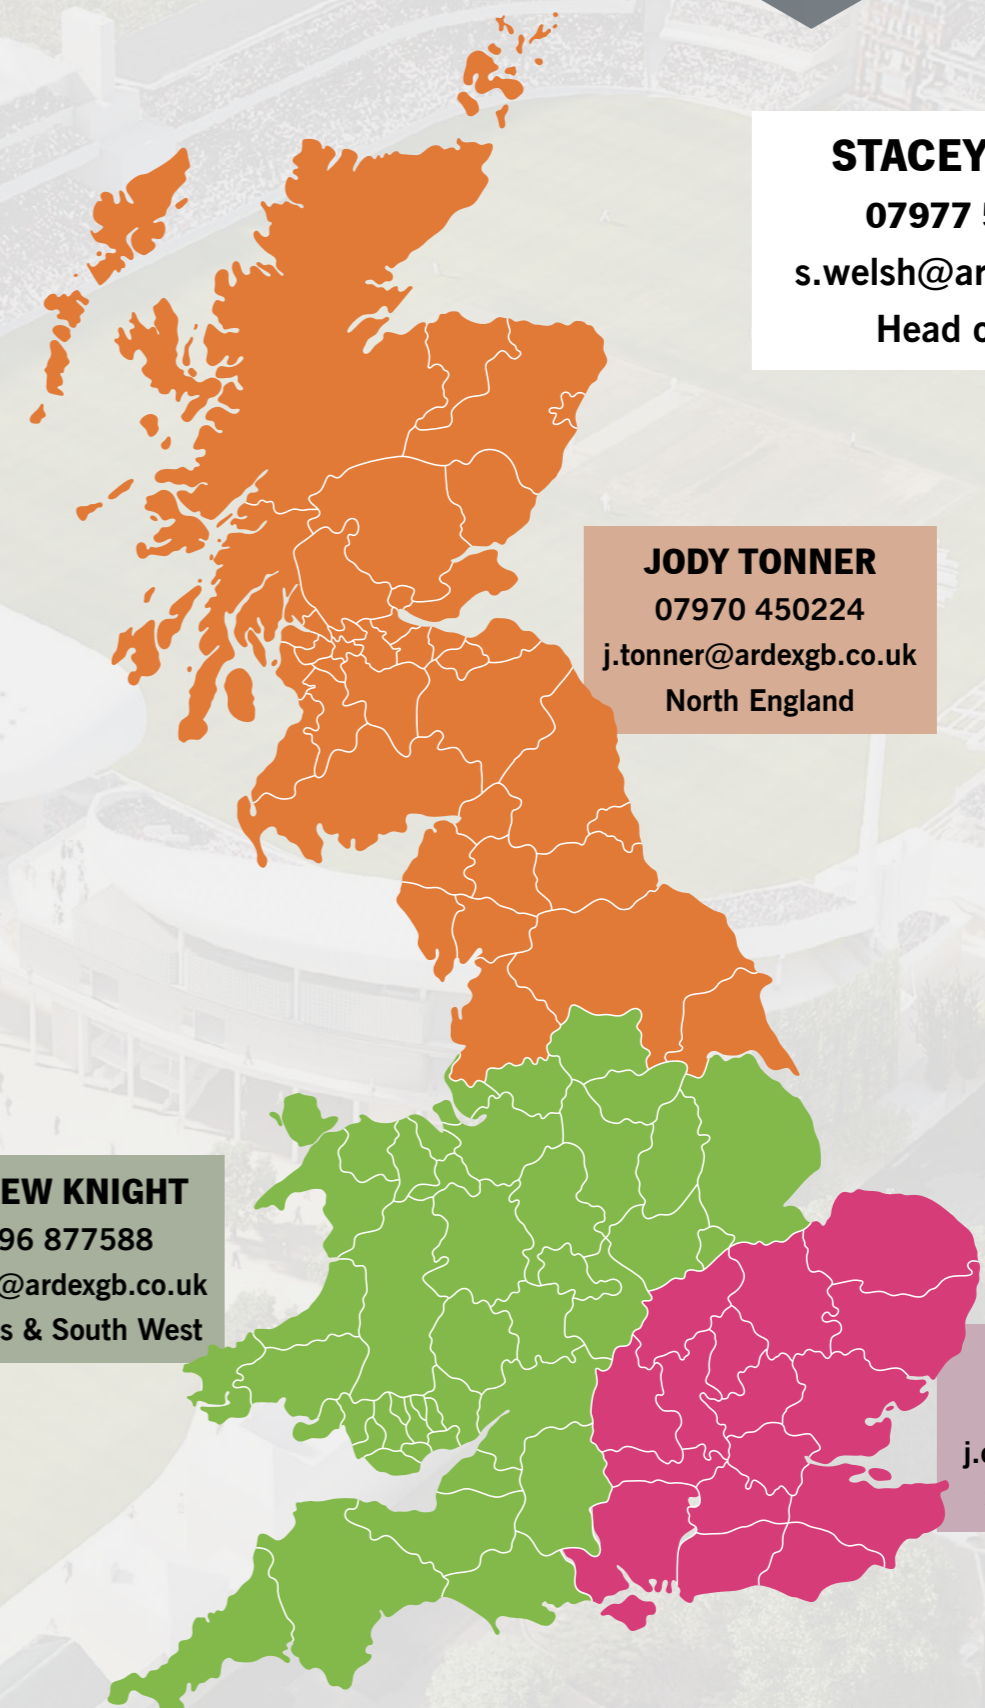 STACEY
07977
s.welsh@ar
Head
JODY TONNER
07970 450224
j.tonner@ardexgb.co.uk
North England
EW KNIGHT
96 877588
@ardexgb.co.uk
s & South West
j.